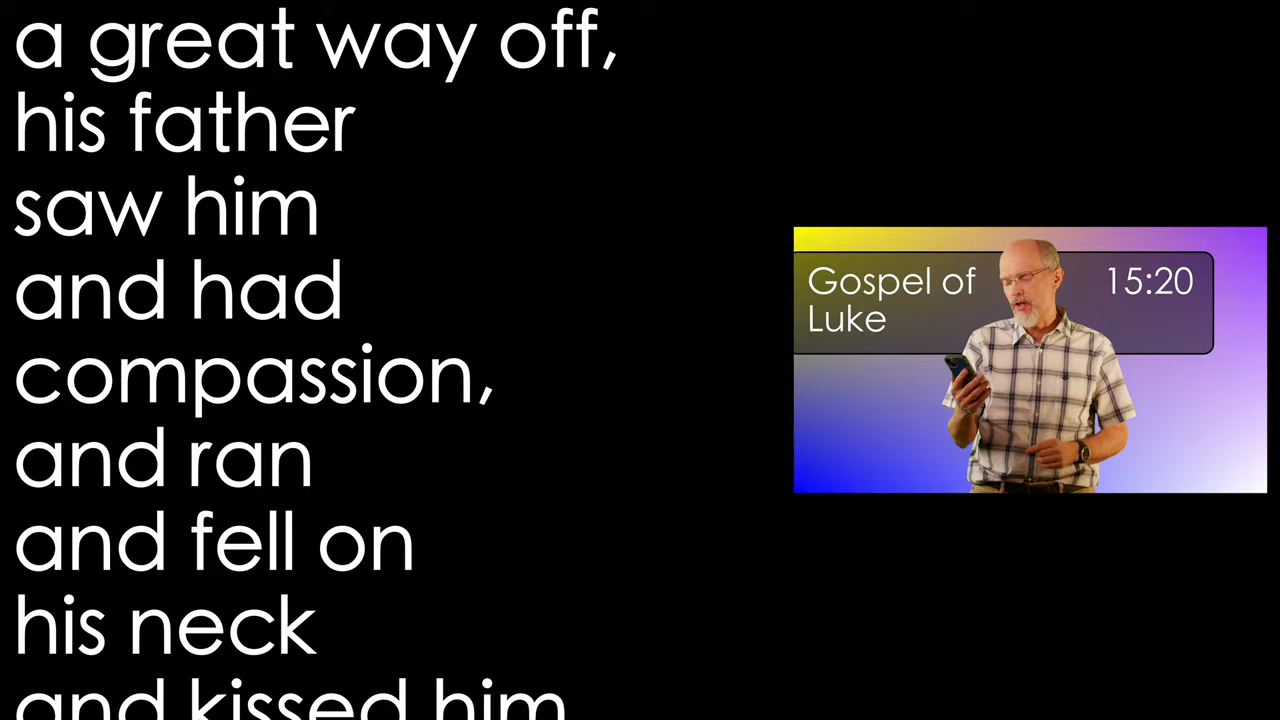 a great way off,
his father
saw him
and had
compassion,
and ran
and fell on
his neck
and kissed him
Gospel of
Luke
15:20